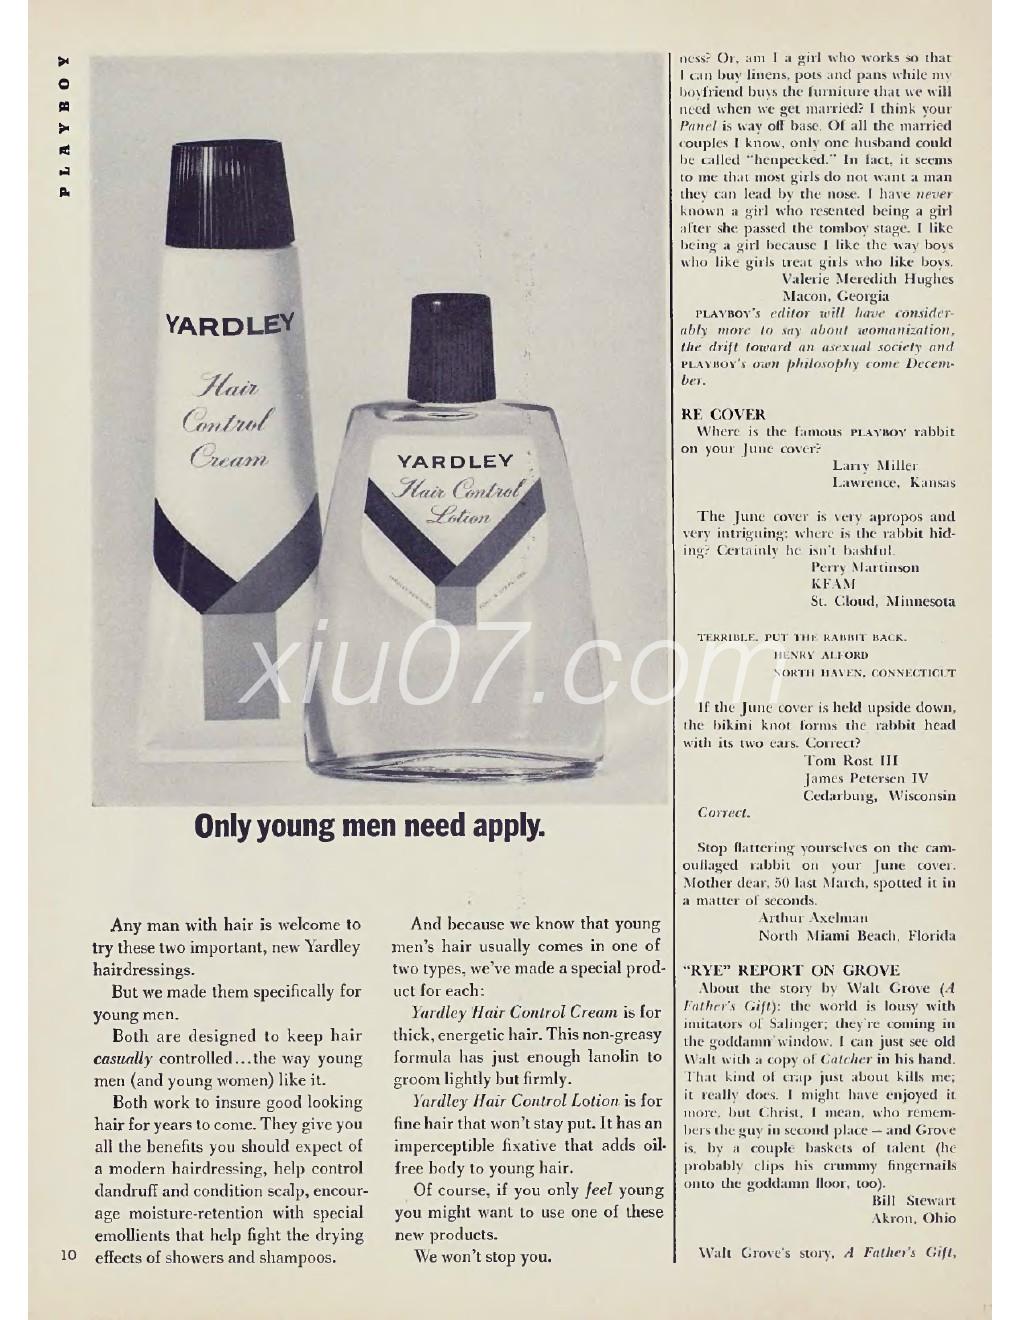 PLAYBOY
YARDLEY
Hair
Control
Cream
YARDLEY
Hair Control
Lotion
Only young men need apply.
Any man with hair is welcome to
try these two important, new Yardley
hairdressings.
But we made them specifically for
young men.
Both are designed to keep hair
casually controlled...the way young
men (and young women) like it.
Both work to insure good looking
hair for years to come. They give you
all the benefits you should expect of
a modern hairdressing, help control
dandruff and condition scalp, encour-
age moisture-retention with special
emollients that help fight the drying
effects of showers and shampoos.
And because we know that young
men's hair usually comes in one of
two types, we've made a special prod-
uct for each:
Yardley Hair Control Cream is for
thick, energetic hair. This non-greasy
formula has just enough lanolin to
groom lightly but firmly.
Yardley Hair Control Lotion is for
fine hair that won't stay put. It has an
imperceptible fixative that adds oil-
free body to young hair.
Of course, if you only feel young
you might want to use one of these
new products.
We won't stop you.
10
ness? Or, am I a girl who works so that
I can buy linens, pots and pans while my
boyfriend buys the furniture that we will
need when we get married? I think your
Panel is way off base. Of all the married
couples I know, only one husband could
be called "henpecked." In fact, it seems
to me that most girls do not want a man
they can lead by the nose. I have never
known a girl who resented being a girl
after she passed the tomboy stage. I like
being a girl because I like the way boys
who like girls treat girls who like boys.
Valerie Meredith Hughes
Macon, Georgia
PLAYBOY's editor will have consider-
ably more to say about womanization,
the drift toward an asexual society and
PLAYBOY's own philosophy come Decem-
ber.
RE COVER
Where is the famous PLAYBOY rabbit
on your June cover?
Larry Miller
Lawrence, Kansas
The June cover is very apropos and
very intriguing; where is the rabbit hid-
ing? Certainly he isn't bashful.
Perry Martinson
KFAM
St. Cloud, Minnesota
TERRIBLE. PUT THE RABBIT BACK.
HENRY ALFORD
NORTH HAVEN, CONNECTICUT
If the June cover is held upside down,
the bikini knot forms the rabbit head
with its two ears. Correct?
Tom Rost III
James Petersen IV
Cedarburg, Wisconsin
Correct.
Stop flattering yourselves on the cam-
ouflaged rabbit on your June cover.
Mother dear, 50 last March, spotted it in
a matter of seconds.
Arthur Axelman
North Miami Beach, Florida
"RYE" REPORT ON GROVE
About the story by Walt Grove (A
Father's Gift): the world is lousy with
imitators of Salinger; they're coming in
the goddamn window. I can just see old
Walt with a copy of Catcher in his hand.
That kind of crap just about kills me;
it really does. I might have enjoyed it
more, but Christ, I mean, who remem-
bers the guy in second place — and Grove
is, by a couple baskets of talent (he
probably clips his crummy fingernails
onto the goddamn floor, too).
Bill Stewart
Akron, Ohio
Walt Grove's story, A Father's Gift,
xiu07.com